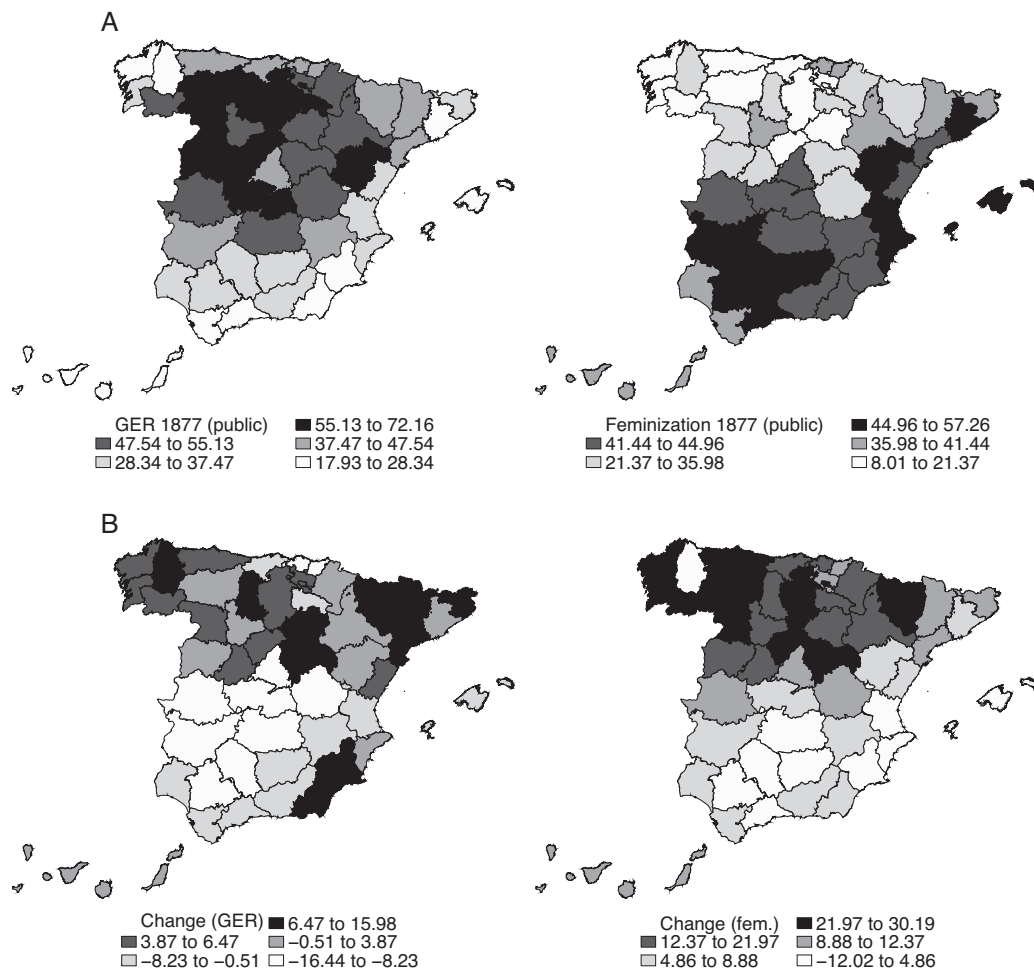 A
GER 1877 (public)
55.13 to 72.16
47.54 to 55.13
37.47 to 47.54
28.34 to 37.47
17.93 to 28.34
Feminization 1877 (public)
44.96 to 57.26
41.44 to 44.96
35.98 to 41.44
21.37 to 35.98
8.01 to 21.37
B
Change (GER)
6.47 to 15.98
3.87 to 6.47
−0.51 to 3.87
−8.23 to −0.51
−16.44 to −8.23
Change (fem.)
21.97 to 30.19
12.37 to 21.97
8.88 to 12.37
4.86 to 8.88
−12.02 to 4.86